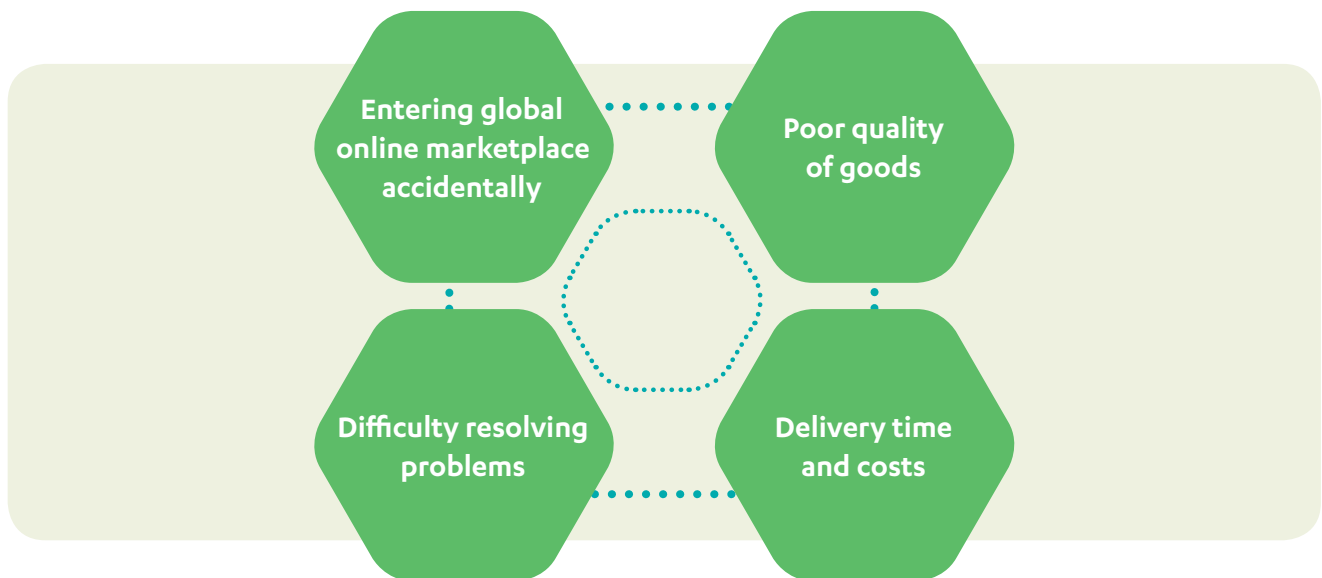 Entering global
online marketplace
accidentally
Poor quality
of goods
Difficulty resolving
problems
Delivery time
and costs